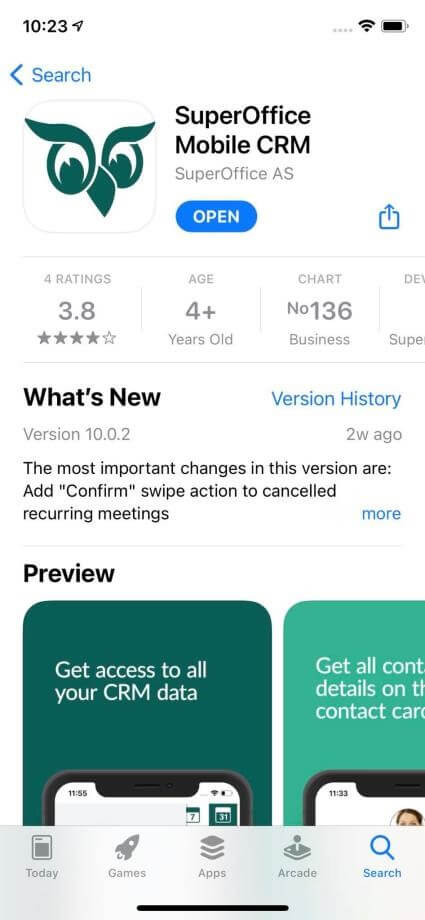 10:23
Search
SuperOffice
Mobile CRM
SuperOffice AS
OPEN
4 RATINGS
3.8
AGE
4+
Years Old
CHART
No136
Business
DEV
Super
What's New
Version History
Version 10.0.2
2w ago
The most important changes in this version are:
Add "Confirm" swipe action to cancelled
recurring meetings
more
Preview
Get access to all
your CRM data
11:55
7
31
Get all cont
details on th
contact card
11:33
Today
Games
Apps
Arcade
Search